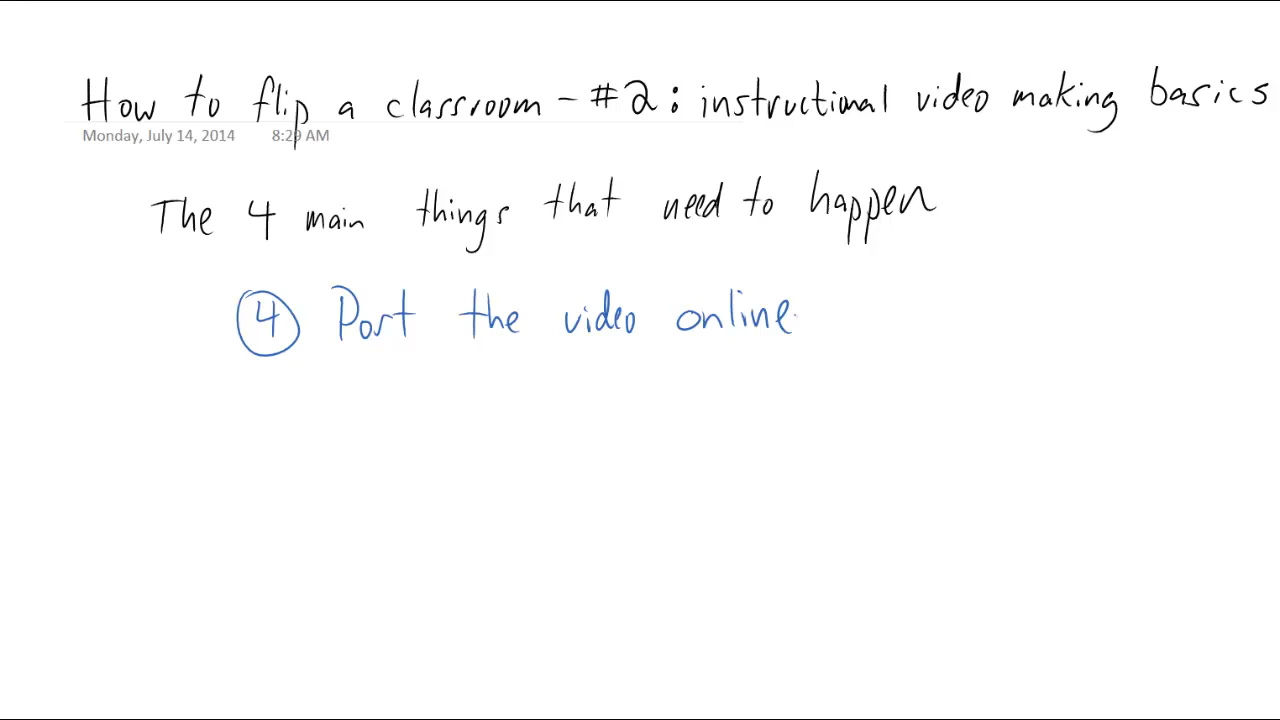 How to flip a classroom - #2: instructional video making basics
Monday, July 14, 2014 8:29 AM
The 4 main things that need to happen
4 Post the video online.